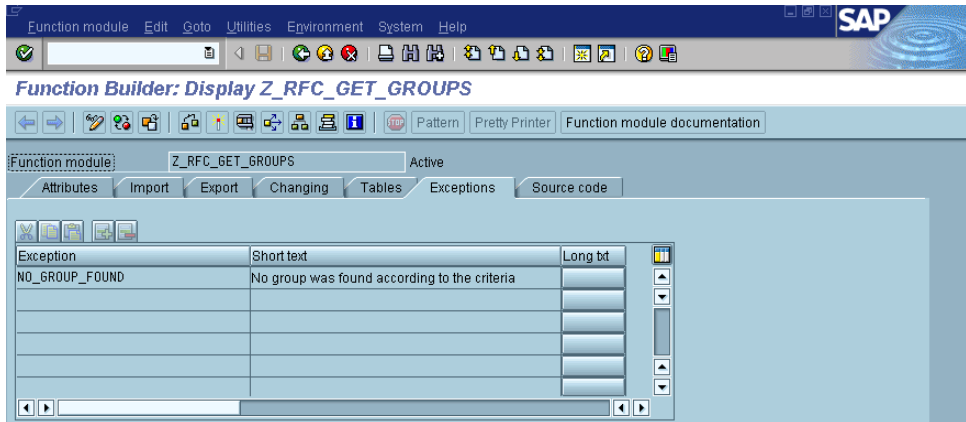 Function module Edit Goto Utilities Environment System Help
SAP
Function Builder: Display Z_RFC_GET_GROUPS
STOP Pattern Pretty Printer Function module documentation
Function module Z_RFC_GET_GROUPS Active
Attributes Import Export Changing Tables Exceptions Source code
Exception Short text Long txt
NO_GROUP_FOUND No group was found according to the criteria